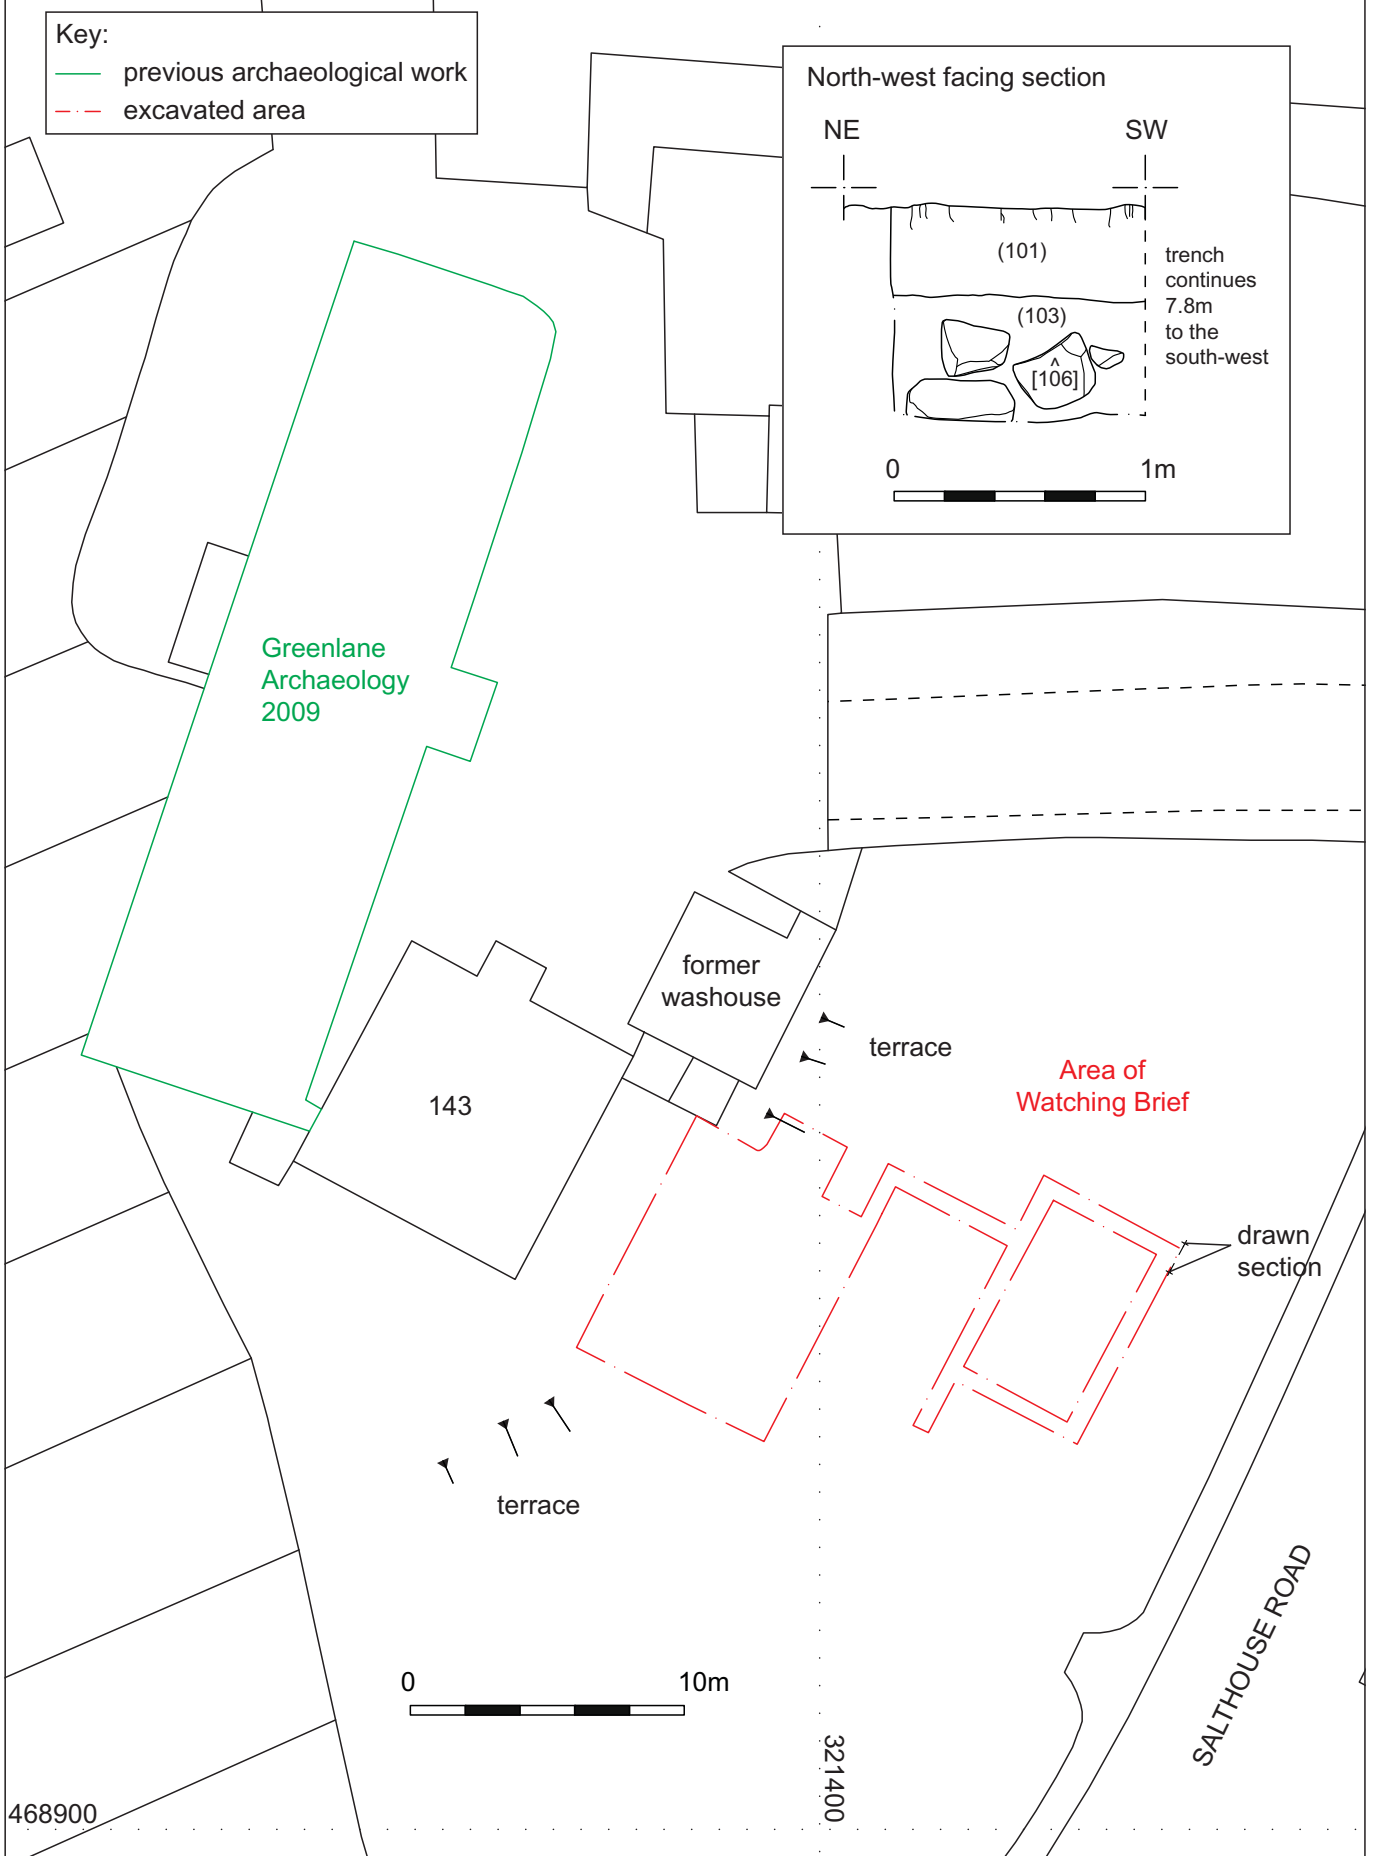 Key:
previous archaeological work
excavated area
North-west facing section
NE
SW
(101)
(103)
^
[106]
trench
continues
7.8m
to the
south-west
0
1m
Greenlane
Archaeology
2009
former
washouse
terrace
143
Area of
Watching Brief
drawn
section
terrace
0
10m
SALTHOUSE ROAD
321400
468900